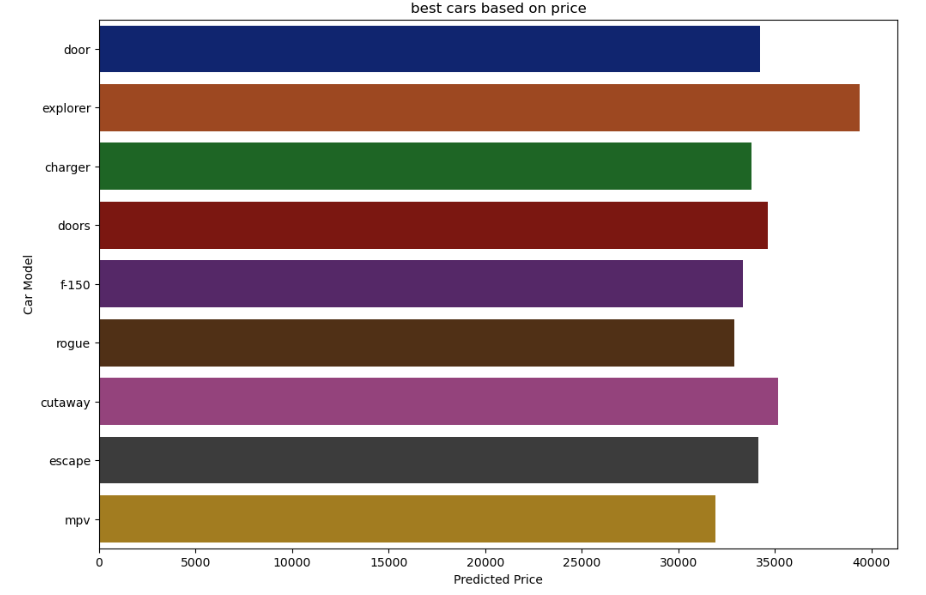 best cars based on price
door
explorer
charger
doors
f-150
rogue
cutaway
escape
mpv
Car Model
0 5000 10000 15000 20000 25000 30000 35000 40000
Predicted Price